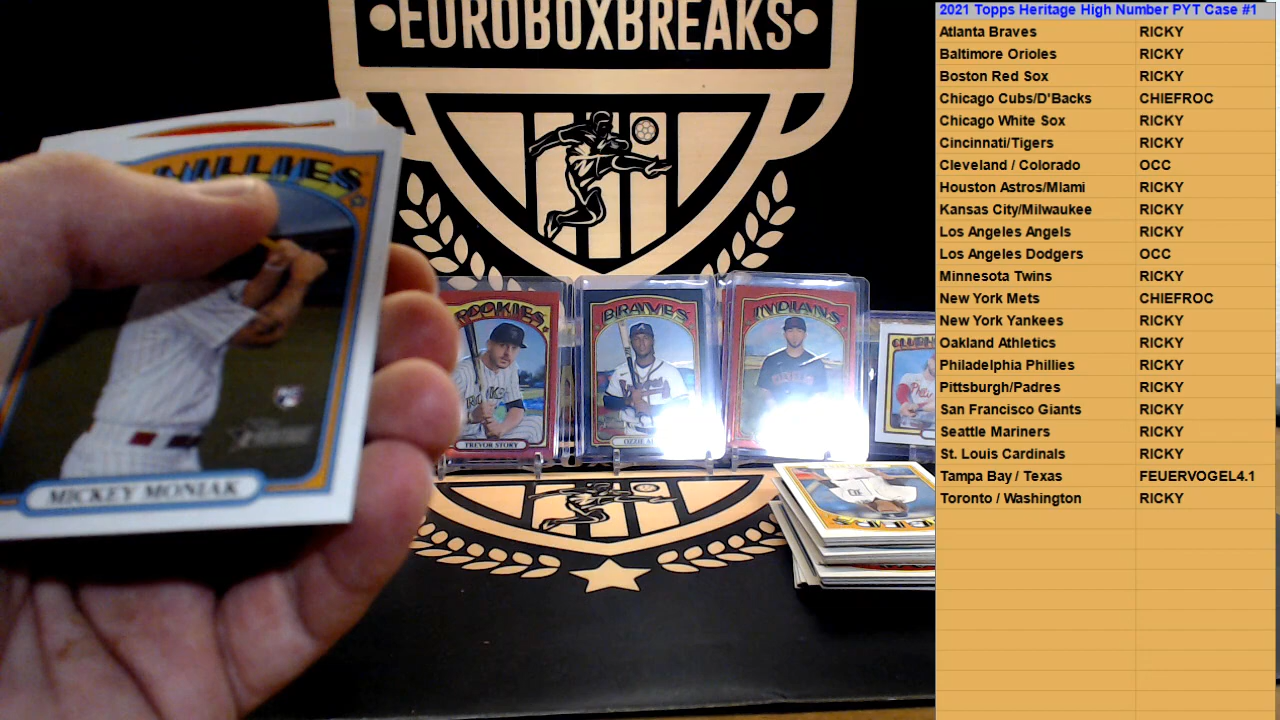 EUROBOXBREAKS
PHILLIES
MICKEY MONIAK
ROCKIES
TREVOR STORY
BRAVES
INDIANS
2021 Topps Heritage High Number PYT Case #1
Atlanta Braves RICKY
Baltimore Orioles RICKY
Boston Red Sox RICKY
Chicago Cubs/D'Backs CHIEFROC
Chicago White Sox RICKY
Cincinnati/Tigers RICKY
Cleveland / Colorado OCC
Houston Astros/MIami RICKY
Kansas City/Milwaukee RICKY
Los Angeles Angels RICKY
Los Angeles Dodgers OCC
Minnesota Twins RICKY
New York Mets CHIEFROC
New York Yankees RICKY
Oakland Athletics RICKY
Philadelphia Phillies RICKY
Pittsburgh/Padres RICKY
San Francisco Giants RICKY
Seattle Mariners RICKY
St. Louis Cardinals RICKY
Tampa Bay / Texas FEUERVOGEL4.1
Toronto / Washington RICKY